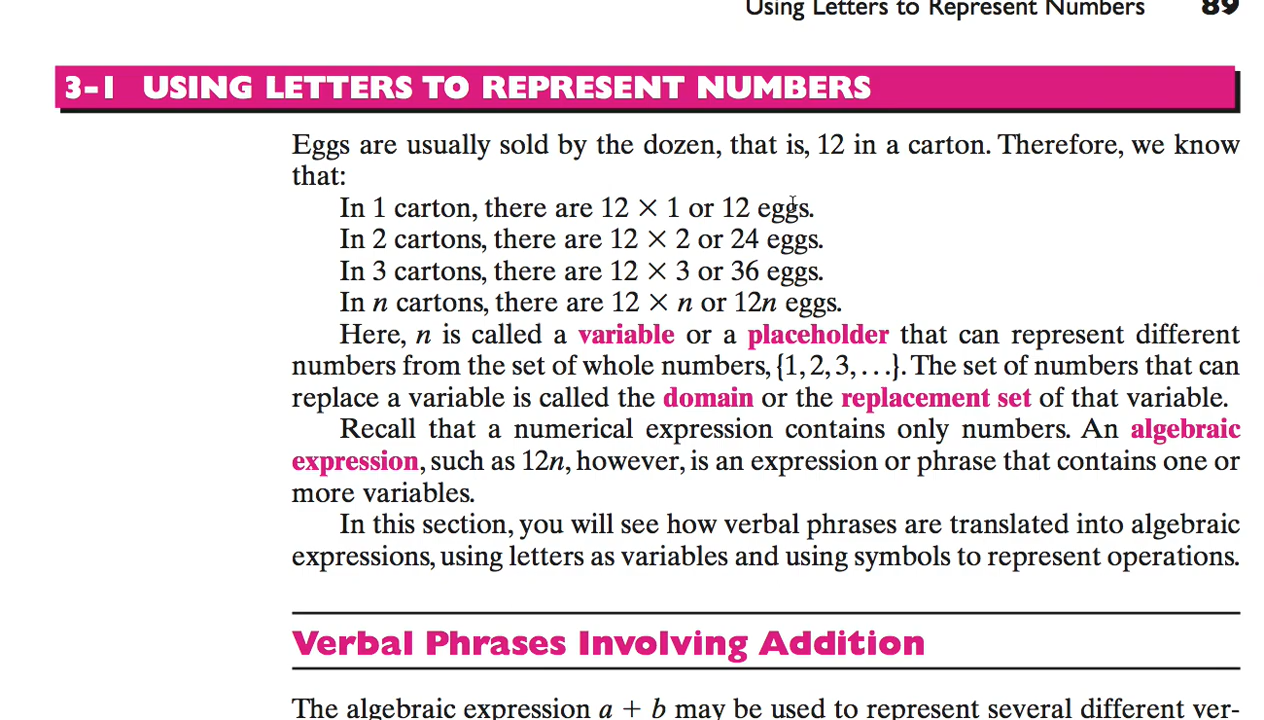 Using Letters to Represent Numbers 89
3-1 USING LETTERS TO REPRESENT NUMBERS
Eggs are usually sold by the dozen, that is, 12 in a carton. Therefore, we know
that:
In 1 carton, there are 12 × 1 or 12 eggs.
In 2 cartons, there are 12 × 2 or 24 eggs.
In 3 cartons, there are 12 × 3 or 36 eggs.
In n cartons, there are 12 × n or 12n eggs.
Here, n is called a variable or a placeholder that can represent different
numbers from the set of whole numbers, {1, 2, 3, . . .}. The set of numbers that can
replace a variable is called the domain or the replacement set of that variable.
Recall that a numerical expression contains only numbers. An algebraic
expression, such as 12n, however, is an expression or phrase that contains one or
more variables.
In this section, you will see how verbal phrases are translated into algebraic
expressions, using letters as variables and using symbols to represent operations.
Verbal Phrases Involving Addition
The algebraic expression a + b may be used to represent several different ver-